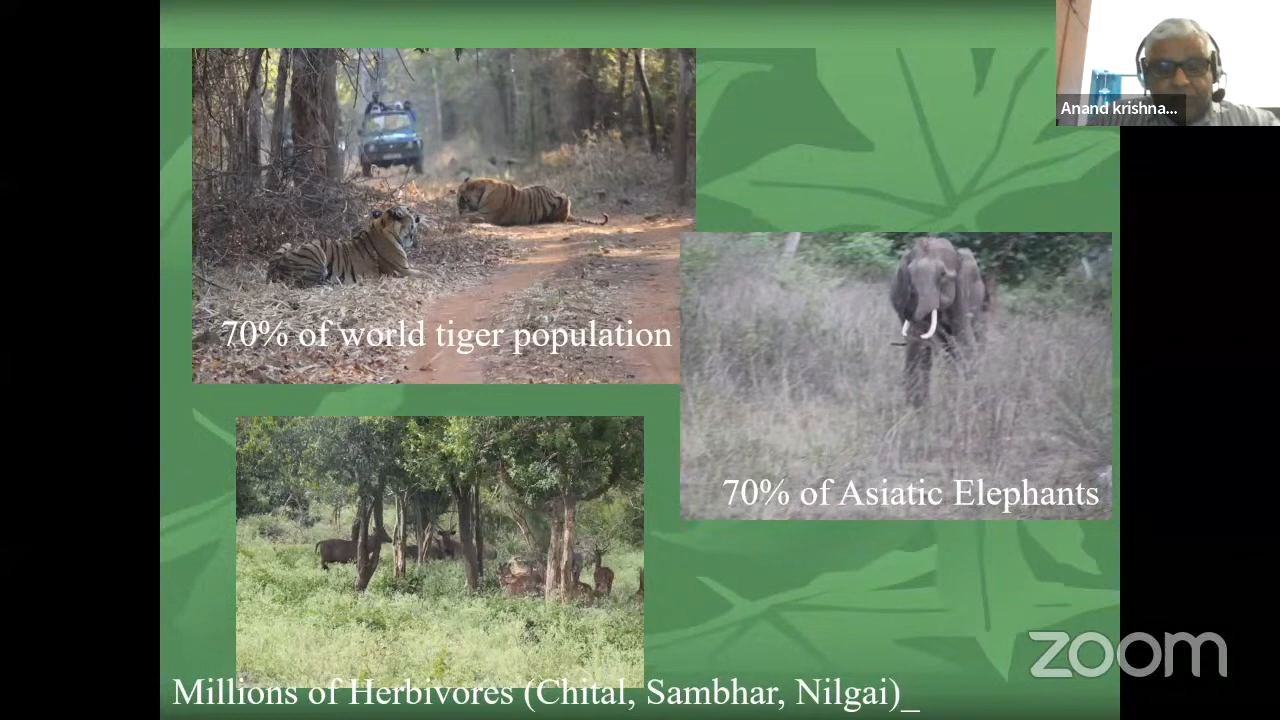 Anand krishna...
70% of world tiger population
70% of Asiatic Elephants
zoom
Millions of Herbivores (Chital, Sambhar, Nilgai)_